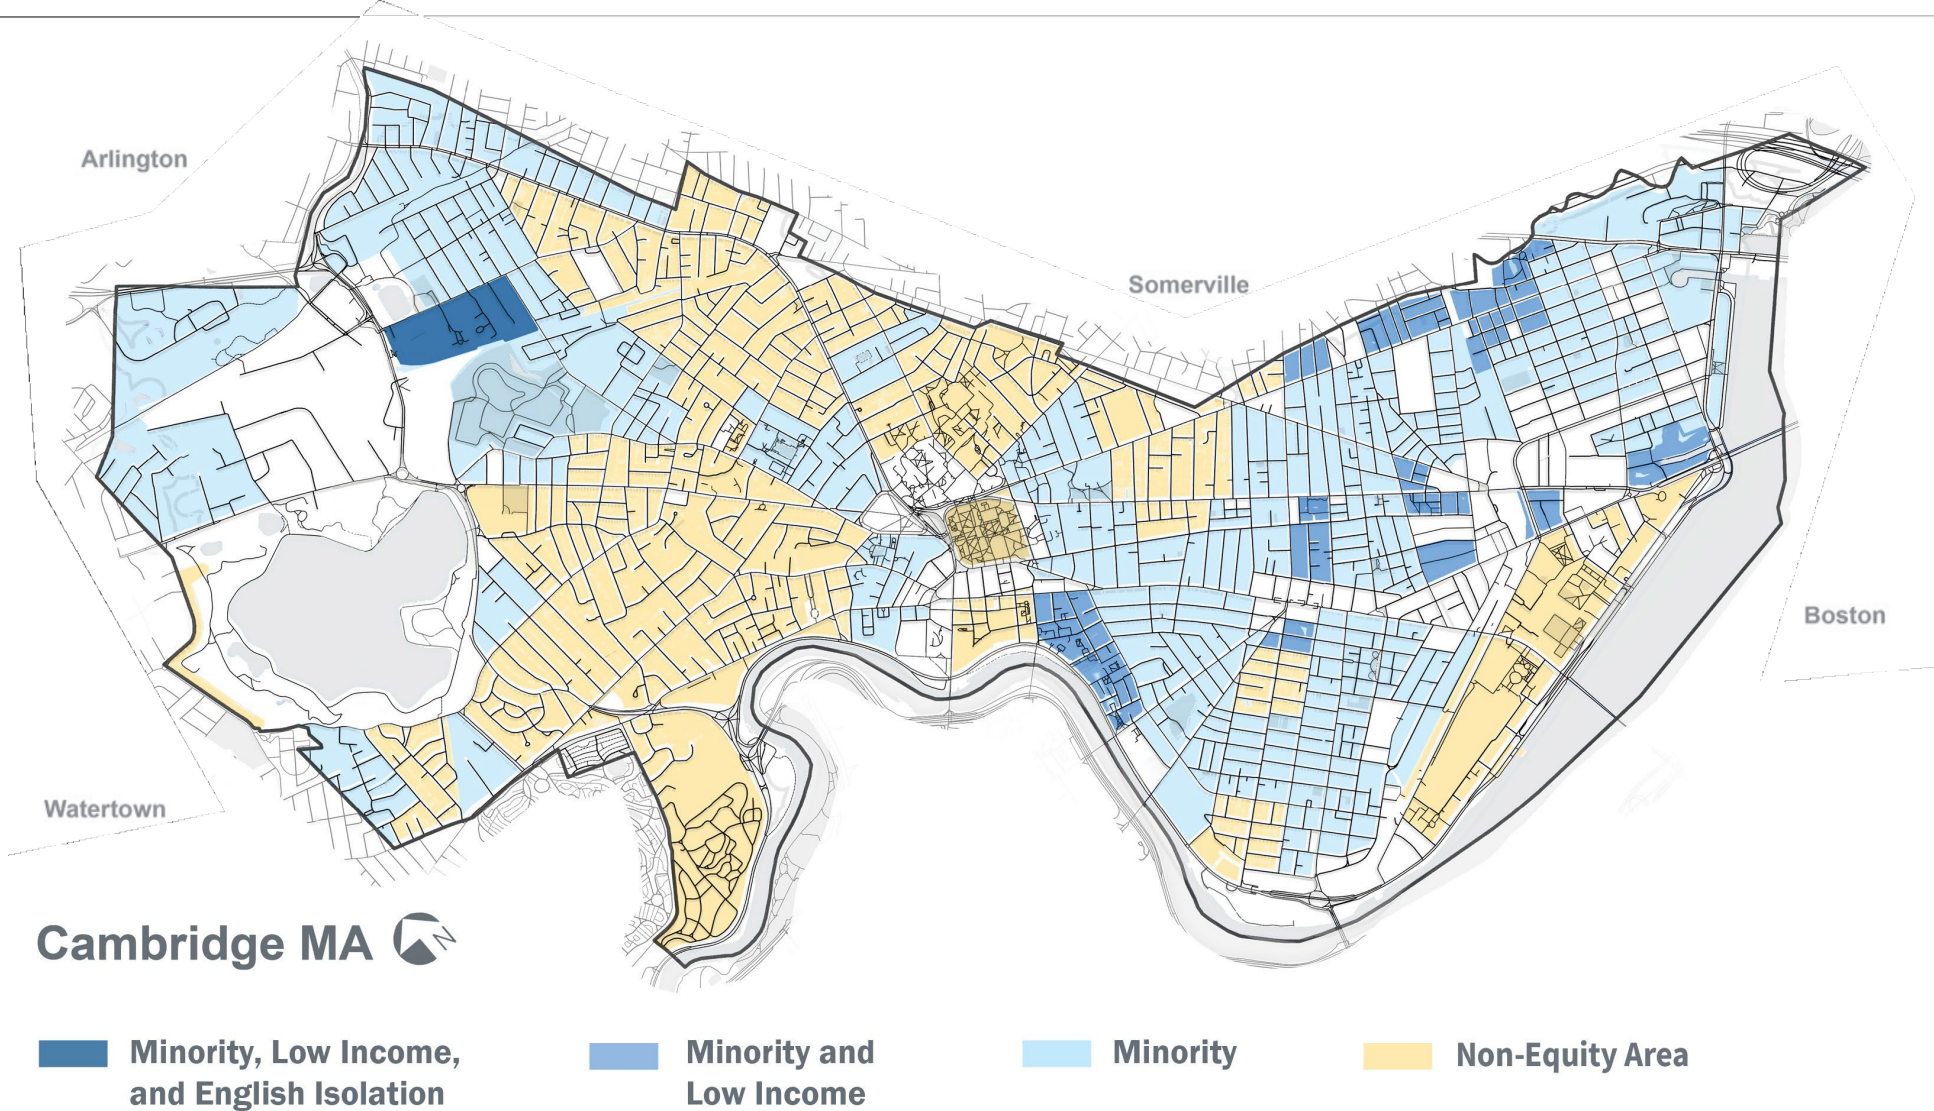 Arlington
Somerville
Boston
Watertown
Cambridge MA N
Minority, Low Income,
and English Isolation
Minority and
Low Income
Minority
Non-Equity Area